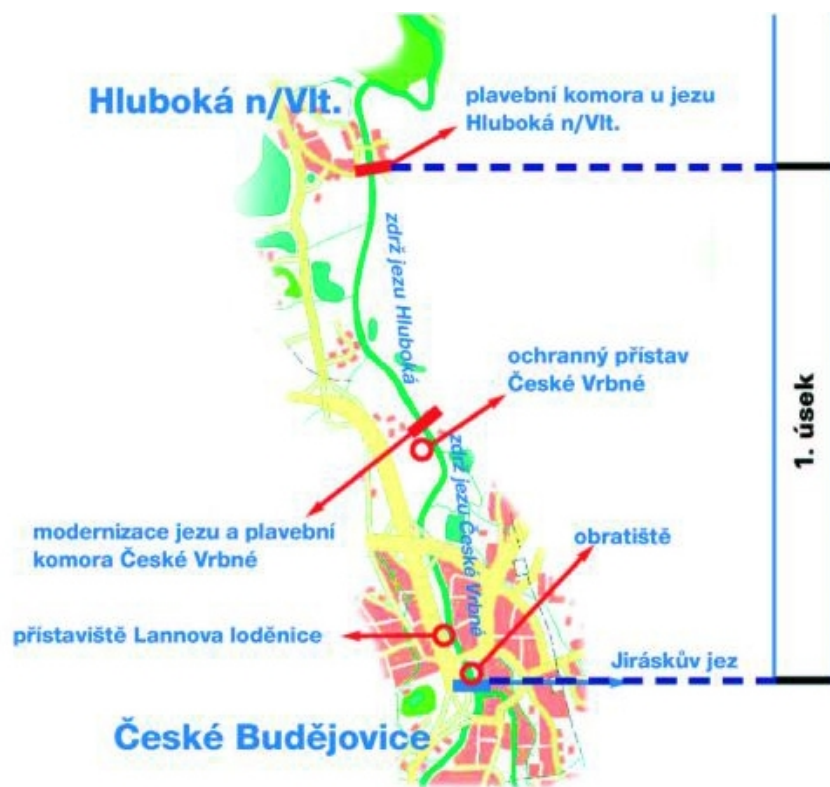 Hluboká n/Vlt.
plavební komora u jezu
Hluboká n/Vlt.
zdrž jezu Hluboká
ochranný přístav
České Vrbné
1. úsek
zdrž jezu České Vrbné
modernizace jezu a plavební
komora České Vrbné
obratiště
přístaviště Lannova loděnice
Jiráskův jez
České Budějovice